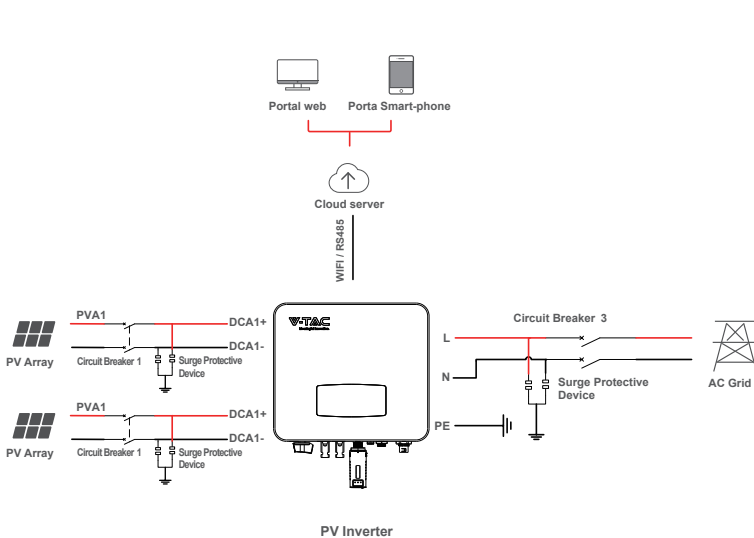 Portal web
Porta Smart-phone
Cloud server
WIFI / RS485
PVA1
DCA1+
DCA1-
PV Array
Circuit Breaker 1
Surge Protective
Device
V-TAC
Circuit Breaker 3
L
N
Surge Protective
Device
AC Grid
PE
PVA1
DCA1+
DCA1-
PV Array
Circuit Breaker 1
Surge Protective
Device
PV Inverter